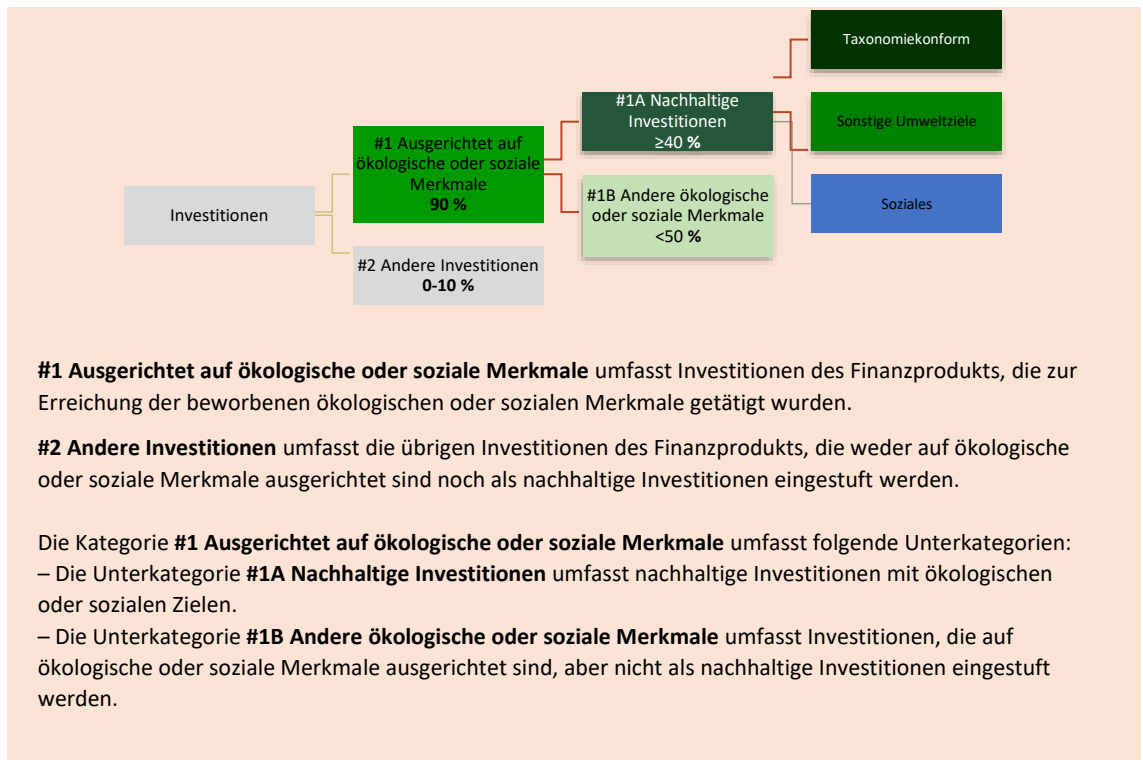 Taxonomiekonform
#1A Nachhaltige
Investitionen
≥40 %
Sonstige Umweltziele
#1 Ausgerichtet auf
ökologische oder soziale
Merkmale
90 %
Investitionen
#1B Andere ökologische
oder soziale Merkmale
<50 %
Soziales
#2 Andere Investitionen
0-10 %
#1 Ausgerichtet auf ökologische oder soziale Merkmale umfasst Investitionen des Finanzprodukts, die zur
Erreichung der beworbenen ökologischen oder sozialen Merkmale getätigt wurden.
#2 Andere Investitionen umfasst die übrigen Investitionen des Finanzprodukts, die weder auf ökologische
oder soziale Merkmale ausgerichtet sind noch als nachhaltige Investitionen eingestuft werden.
Die Kategorie #1 Ausgerichtet auf ökologische oder soziale Merkmale umfasst folgende Unterkategorien:
– Die Unterkategorie #1A Nachhaltige Investitionen umfasst nachhaltige Investitionen mit ökologischen
oder sozialen Zielen.
– Die Unterkategorie #1B Andere ökologische oder soziale Merkmale umfasst Investitionen, die auf
ökologische oder soziale Merkmale ausgerichtet sind, aber nicht als nachhaltige Investitionen eingestuft
werden.